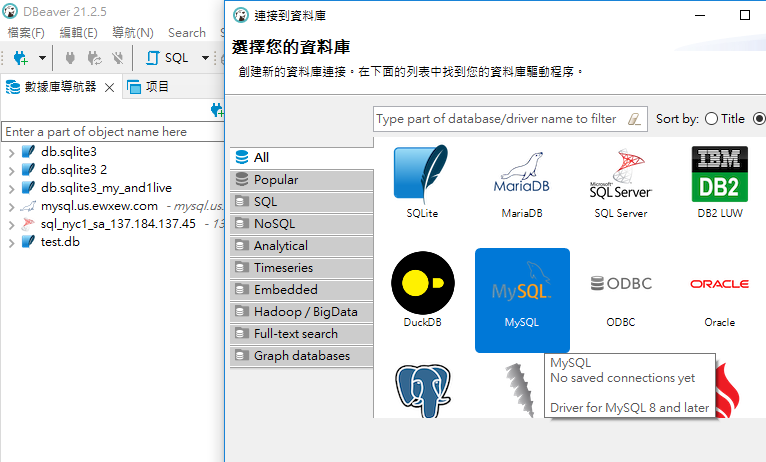 DBeaver 21.2.5
檔案(F) 編輯(E) 導航(N) Search S
SQL
數據庫導航器 项目
Enter a part of object name here
db.sqlite3
db.sqlite3 2
db.sqlite3_my_and1live
mysql.us.ewxew.com - mysql.us.
sql_nyc1_sa_137.184.137.45 - 13
test.db
連接到資料庫
選擇您的資料庫
創建新的資料庫連接。在下面的列表中找到您的資料庫驅動程序。
Type part of database/driver name to filter
Sort by: Title
All
Popular
SQL
NoSQL
Analytical
Timeseries
Embedded
Hadoop / BigData
Full-text search
Graph databases
SQLite
MariaDB
MariaDB
Microsoft
SQL Server
SQL Server
IBM
DB2
DB2 LUW
DuckDB
MySQL
MySQL
ODBC
ODBC
ORACLE
Oracle
MySQL
No saved connections yet
Driver for MySQL 8 and later